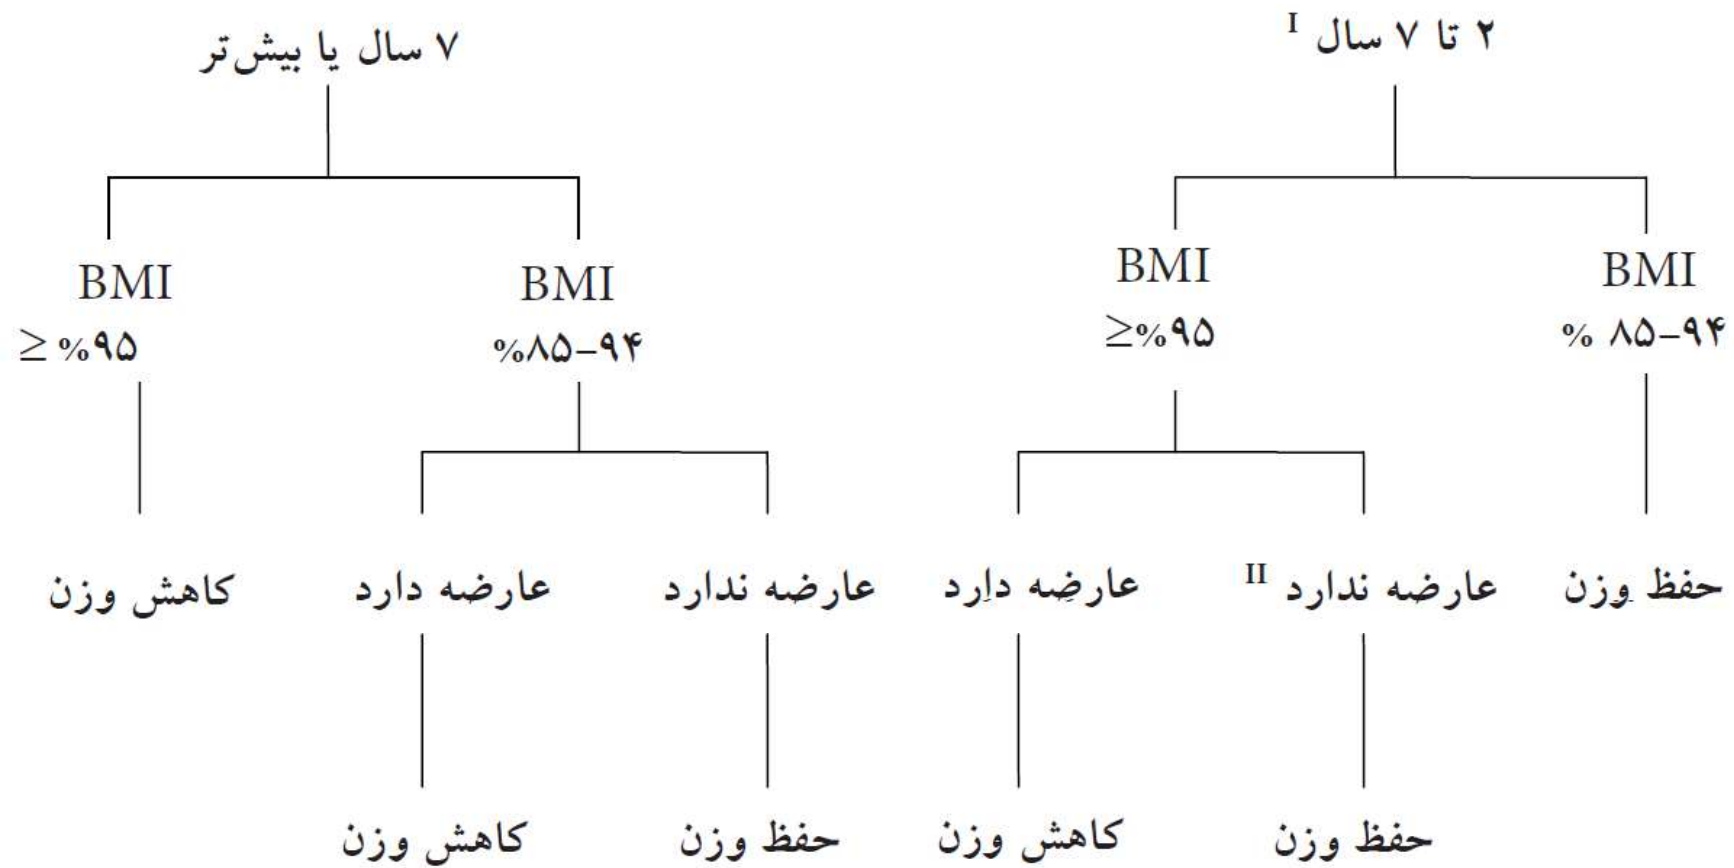 ۲ تا ۷ سال I
۷ سال یا بیش‌تر
BMI
% ۸۵-۹۴
BMI
≥%۹۵
BMI
%۸۵-۹۴
BMI
≥ %۹۵
حفظ وزن
عارضه ندارد II
عارضه دارد
عارضه ندارد
عارضه دارد
کاهش وزن
حفظ وزن
کاهش وزن
حفظ وزن
کاهش وزن